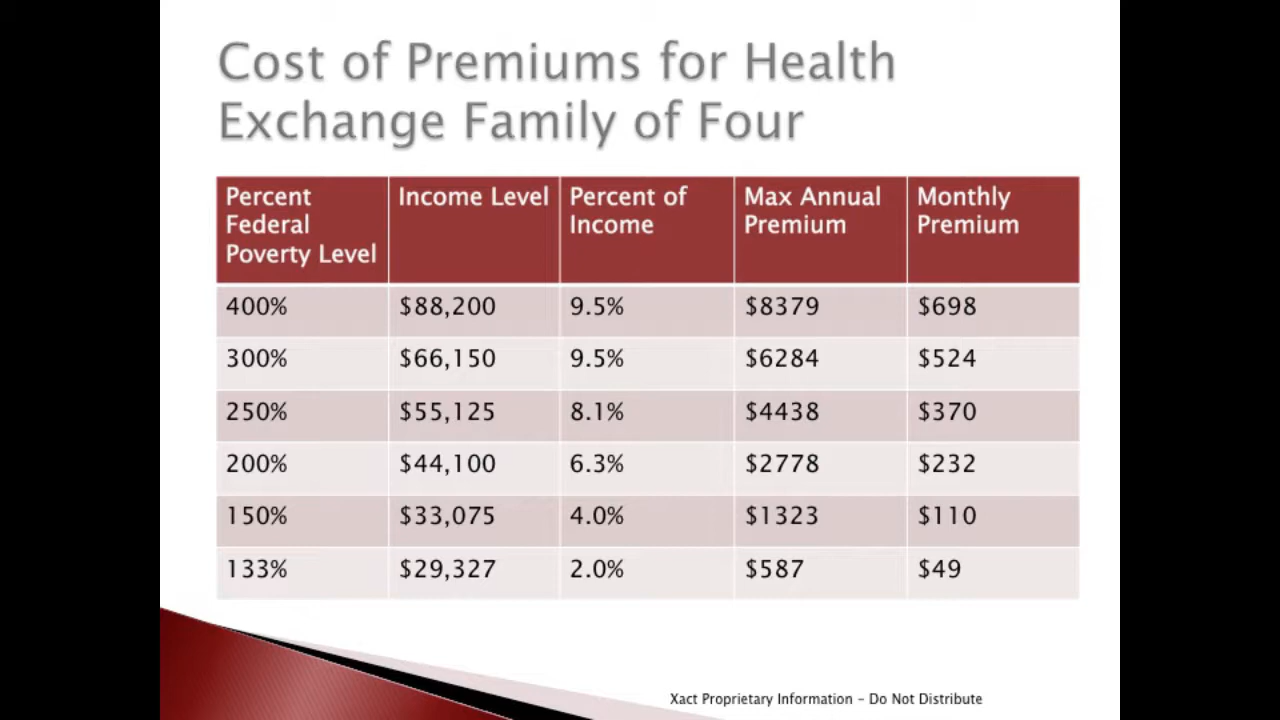 Cost of Premiums for Health
Exchange Family of Four
Percent Federal Poverty Level Income Level Percent of Income Max Annual Premium Monthly Premium
400% $88,200 9.5% $8379 $698
300% $66,150 9.5% $6284 $524
250% $55,125 8.1% $4438 $370
200% $44,100 6.3% $2778 $232
150% $33,075 4.0% $1323 $110
133% $29,327 2.0% $587 $49
Xact Proprietary Information – Do Not Distribute